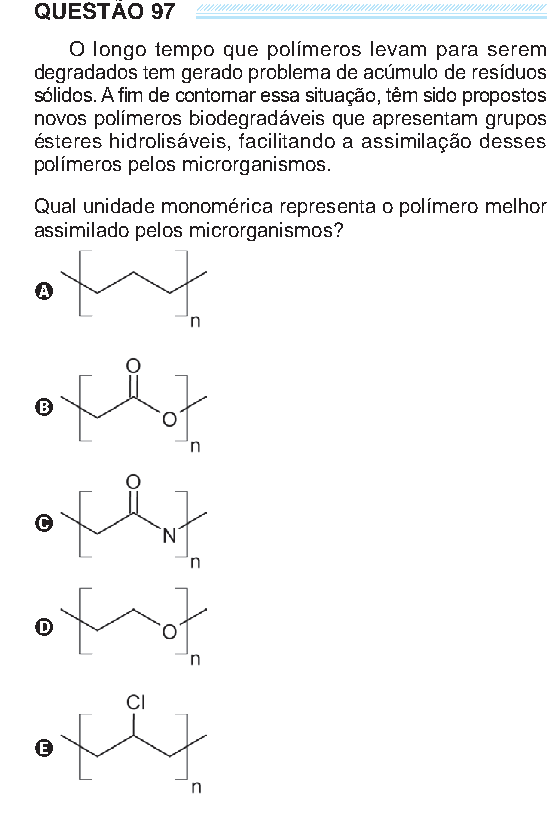 QUESTÃO 97
O longo tempo que polímeros levam para serem
degradados tem gerado problema de acúmulo de resíduos
sólidos. A fim de contornar essa situação, têm sido propostos
novos polímeros biodegradáveis que apresentam grupos
ésteres hidrolisáveis, facilitando a assimilação desses
polímeros pelos microrganismos.
Qual unidade monomérica representa o polímero melhor
assimilado pelos microrganismos?
A
n
O
B
O
n
O
C
N
n
D
O
n
Cl
E
n